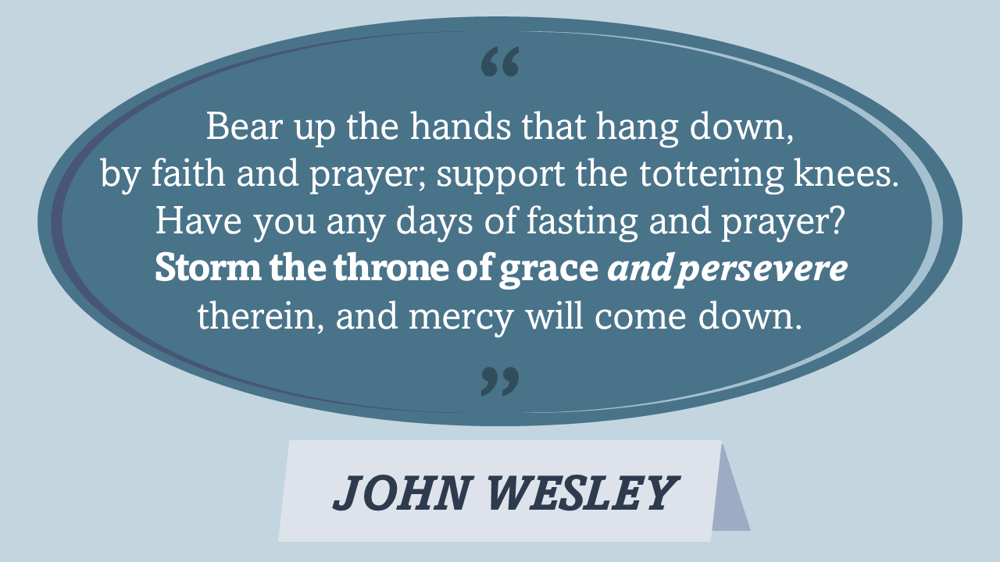 “
Bear up the hands that hang down,
by faith and prayer; support the tottering knees.
Have you any days of fasting and prayer?
Storm the throne of grace and persevere
therein, and mercy will come down.
”
JOHN WESLEY